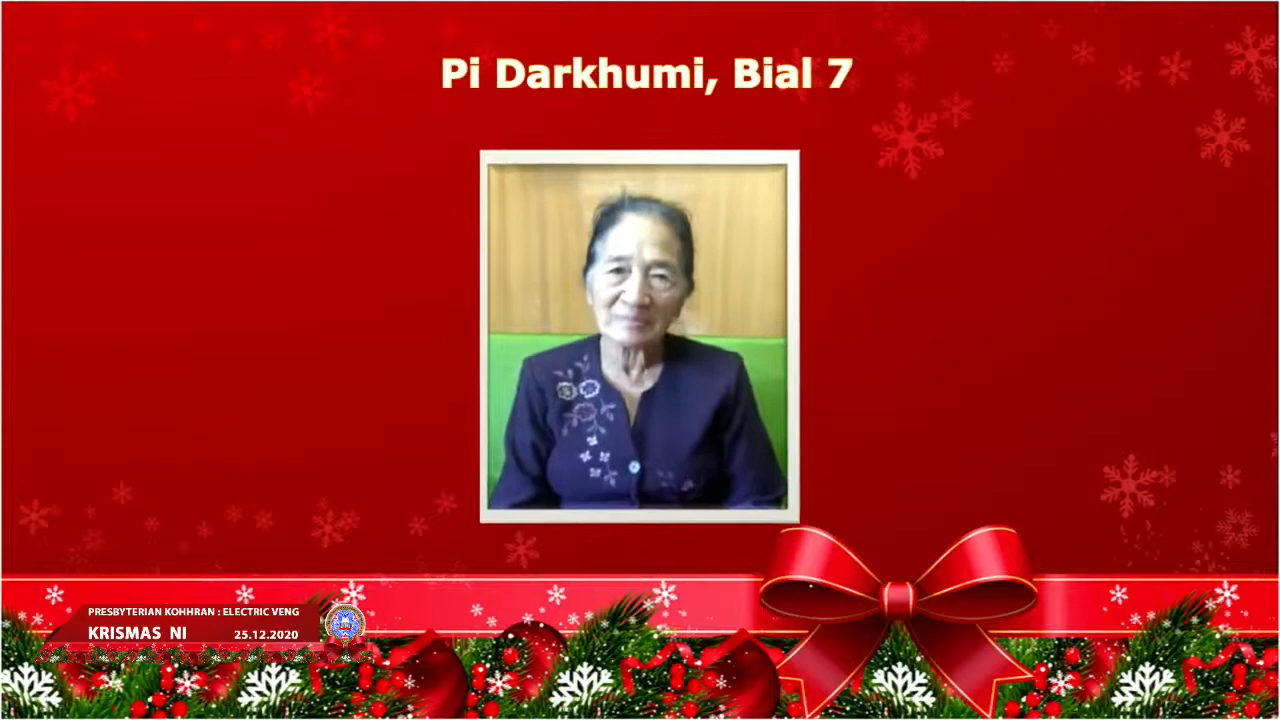 Pi Darkhumi, Bial 7
PRESBYTERIAN KOHHRAN : ELECTRIC VENG
KRISMAS NI 25.12.2020